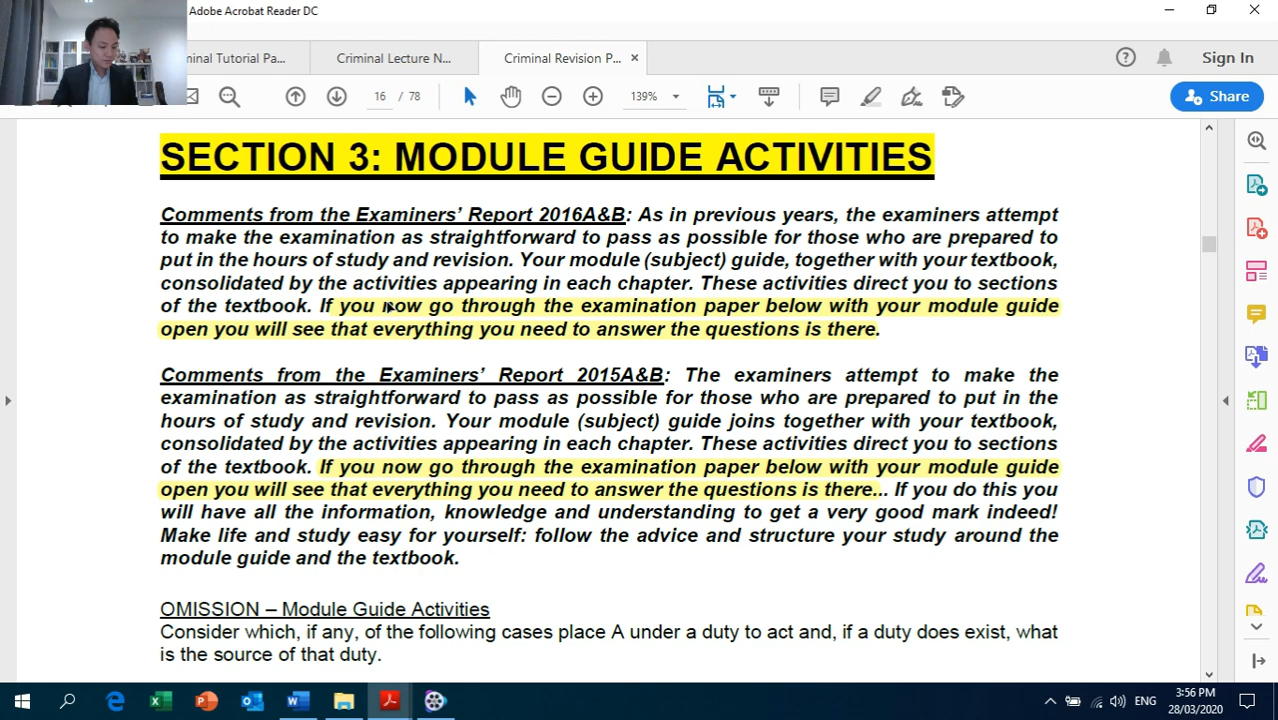 Adobe Acrobat Reader DC
minal Tutorial Pa...
Criminal Lecture N...
Criminal Revision P...
Sign In
16 / 78
139%
Share
SECTION 3: MODULE GUIDE ACTIVITIES
Comments from the Examiners' Report 2016A&B: As in previous years, the examiners attempt
to make the examination as straightforward to pass as possible for those who are prepared to
put in the hours of study and revision. Your module (subject) guide, together with your textbook,
consolidated by the activities appearing in each chapter. These activities direct you to sections
of the textbook. If you now go through the examination paper below with your module guide
open you will see that everything you need to answer the questions is there.
Comments from the Examiners' Report 2015A&B: The examiners attempt to make the
examination as straightforward to pass as possible for those who are prepared to put in the
hours of study and revision. Your module (subject) guide joins together with your textbook,
consolidated by the activities appearing in each chapter. These activities direct you to sections
of the textbook. If you now go through the examination paper below with your module guide
open you will see that everything you need to answer the questions is there... If you do this you
will have all the information, knowledge and understanding to get a very good mark indeed!
Make life and study easy for yourself: follow the advice and structure your study around the
module guide and the textbook.
OMISSION – Module Guide Activities
Consider which, if any, of the following cases place A under a duty to act and, if a duty does exist, what
is the source of that duty.
ENG
3:56 PM
28/03/2020